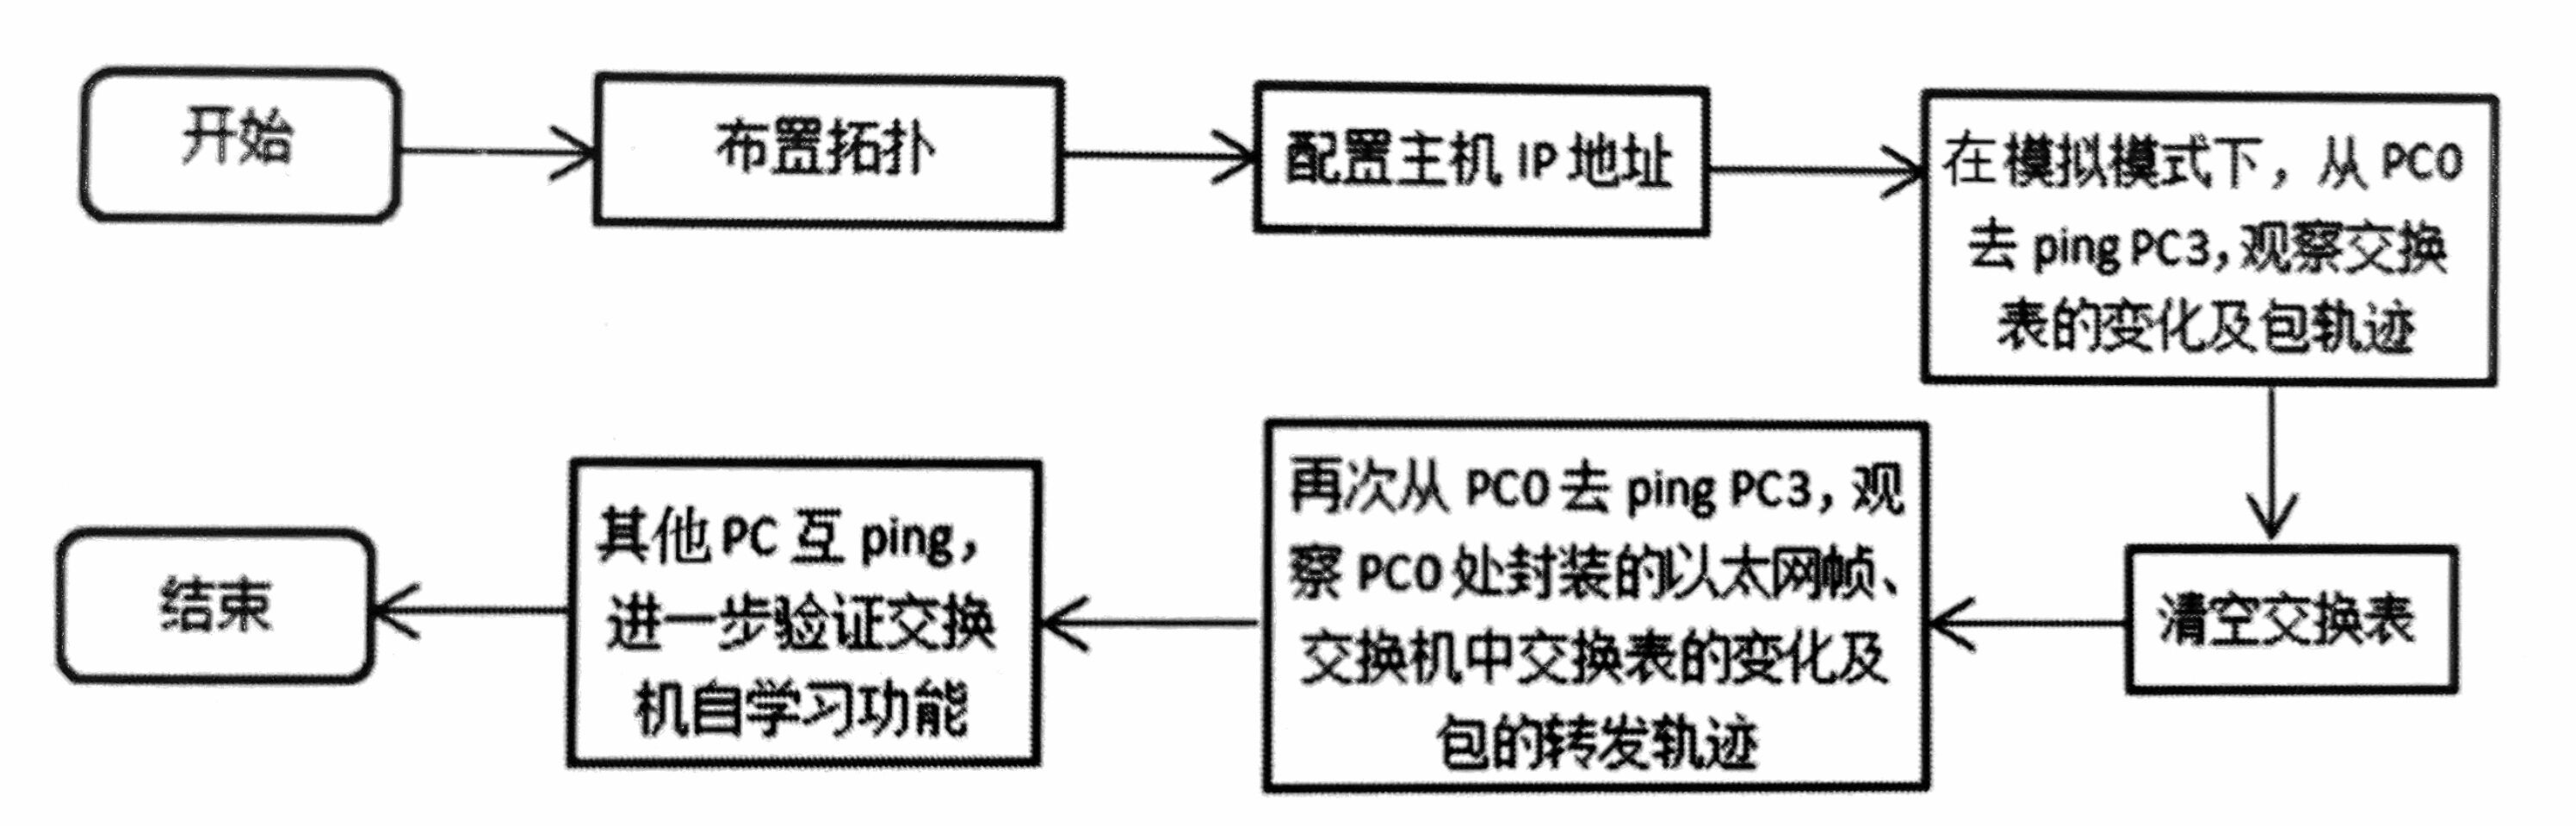 开始
布置拓扑
配置主机 IP 地址
在模拟模式下，从 PC0
去 ping PC3，观察交换
表的变化及包轨迹
清空交换表
再次从 PC0 去 ping PC3，观
察 PC0 处封装的以太网帧、
交换机中交换表的变化及
包的转发轨迹
其他 PC 互 ping，
进一步验证交换
机自学习功能
结束